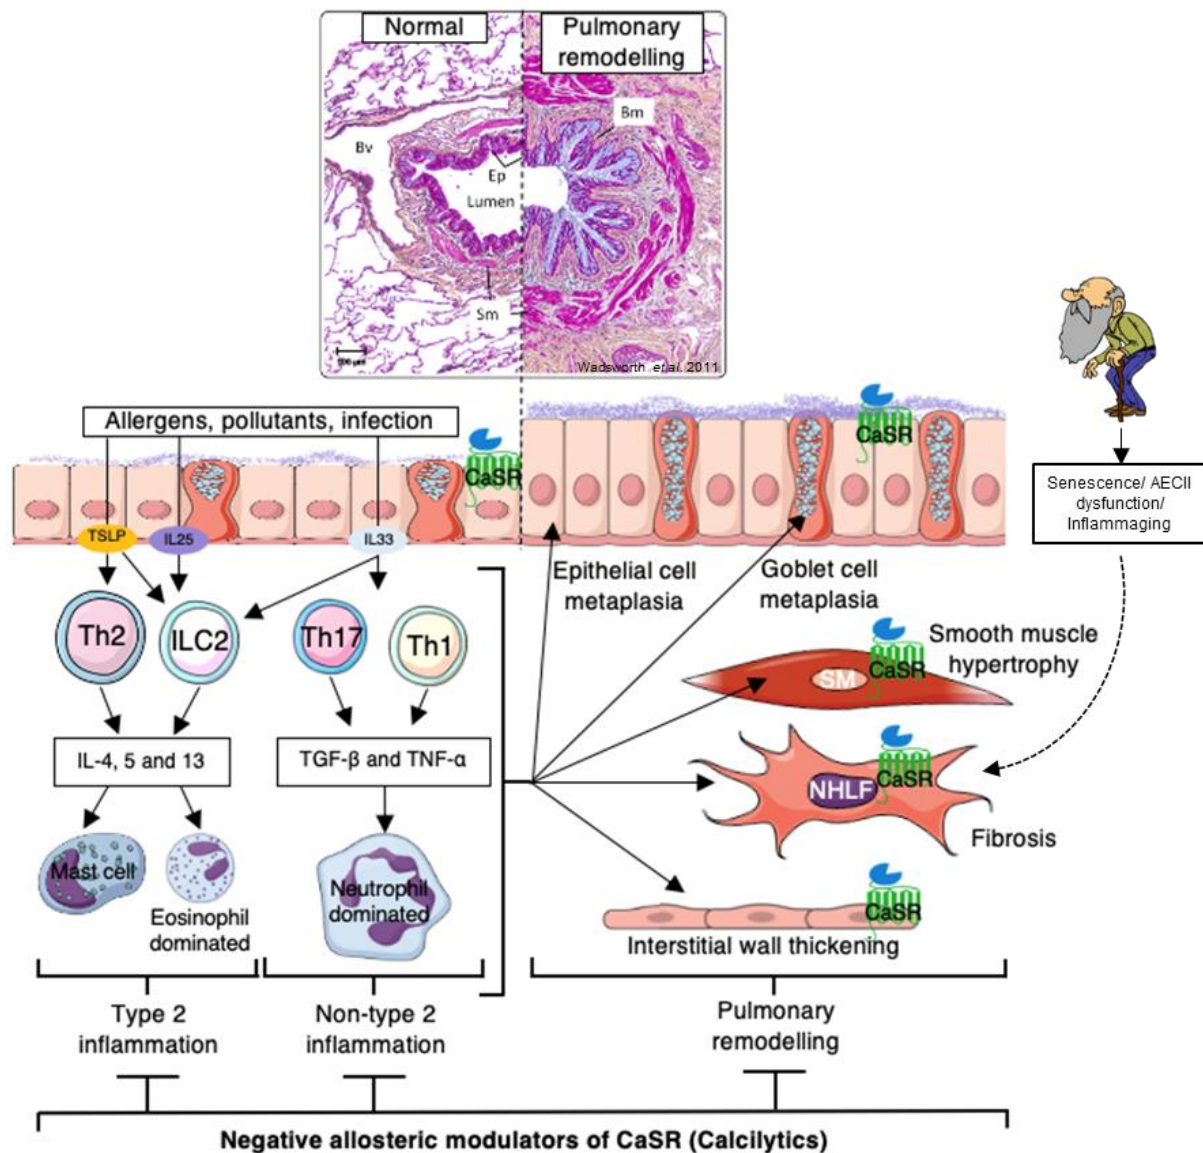 Normal
Pulmonary
remodelling
Bm
Bv
Ep
Lumen
Sm
Wadsworth et al. 2011
Allergens, pollutants, infection
CaSR
CaSR
TSLP
IL25
IL33
Senescence/ AECII
dysfunction/
Inflammaging
Epithelial cell
metaplasia
Goblet cell
metaplasia
Th2
ILC2
Th17
Th1
Smooth muscle
hypertrophy
CaSR
SM
IL-4, 5 and 13
TGF-β and TNF-α
CaSR
NHLF
Fibrosis
Mast cell
Eosinophil
dominated
Neutrophil
dominated
CaSR
Interstitial wall thickening
Type 2
inflammation
Non-type 2
inflammation
Pulmonary
remodelling
Negative allosteric modulators of CaSR (Calcilytics)